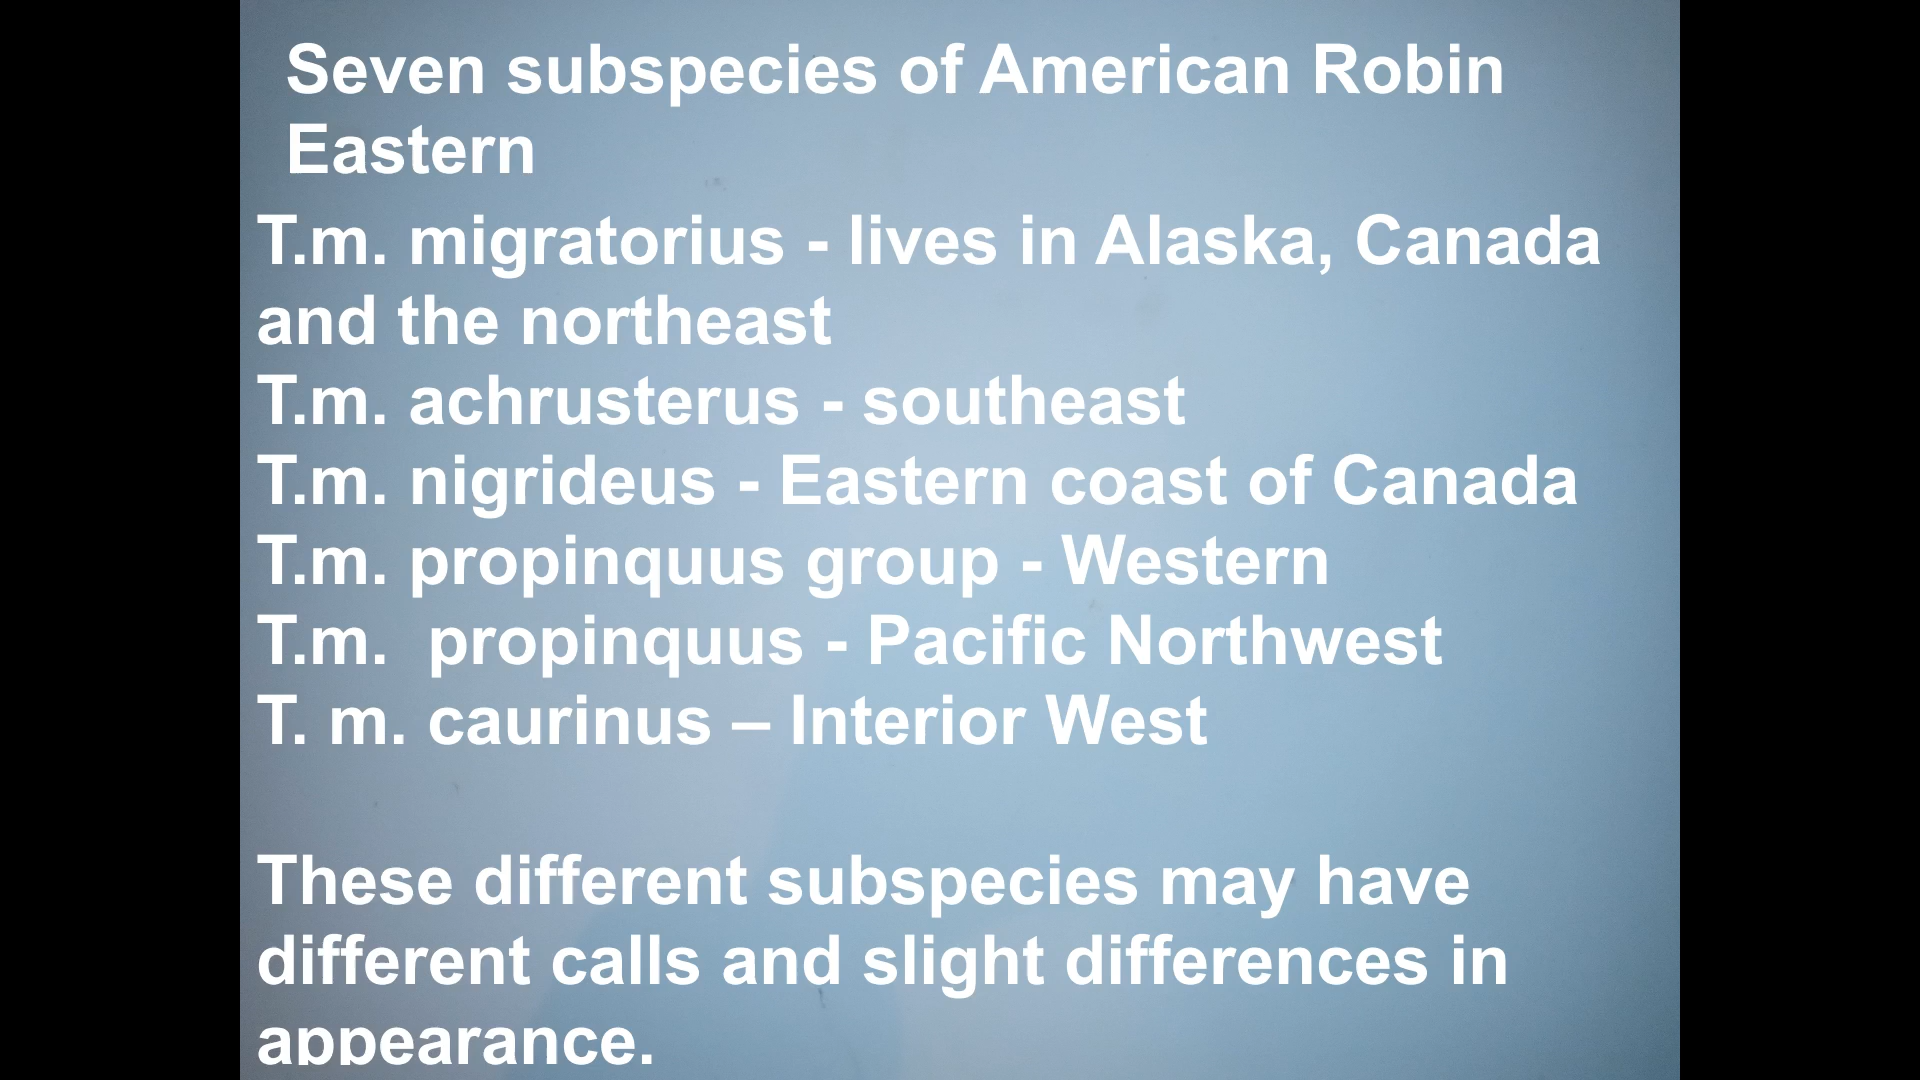 Seven subspecies of American Robin
Eastern
T.m. migratorius - lives in Alaska, Canada
and the northeast
T.m. achrusterus - southeast
T.m. nigrideus - Eastern coast of Canada
T.m. propinquus group - Western
T.m.  propinquus - Pacific Northwest
T. m. caurinus – Interior West
These different subspecies may have
different calls and slight differences in
appearance.